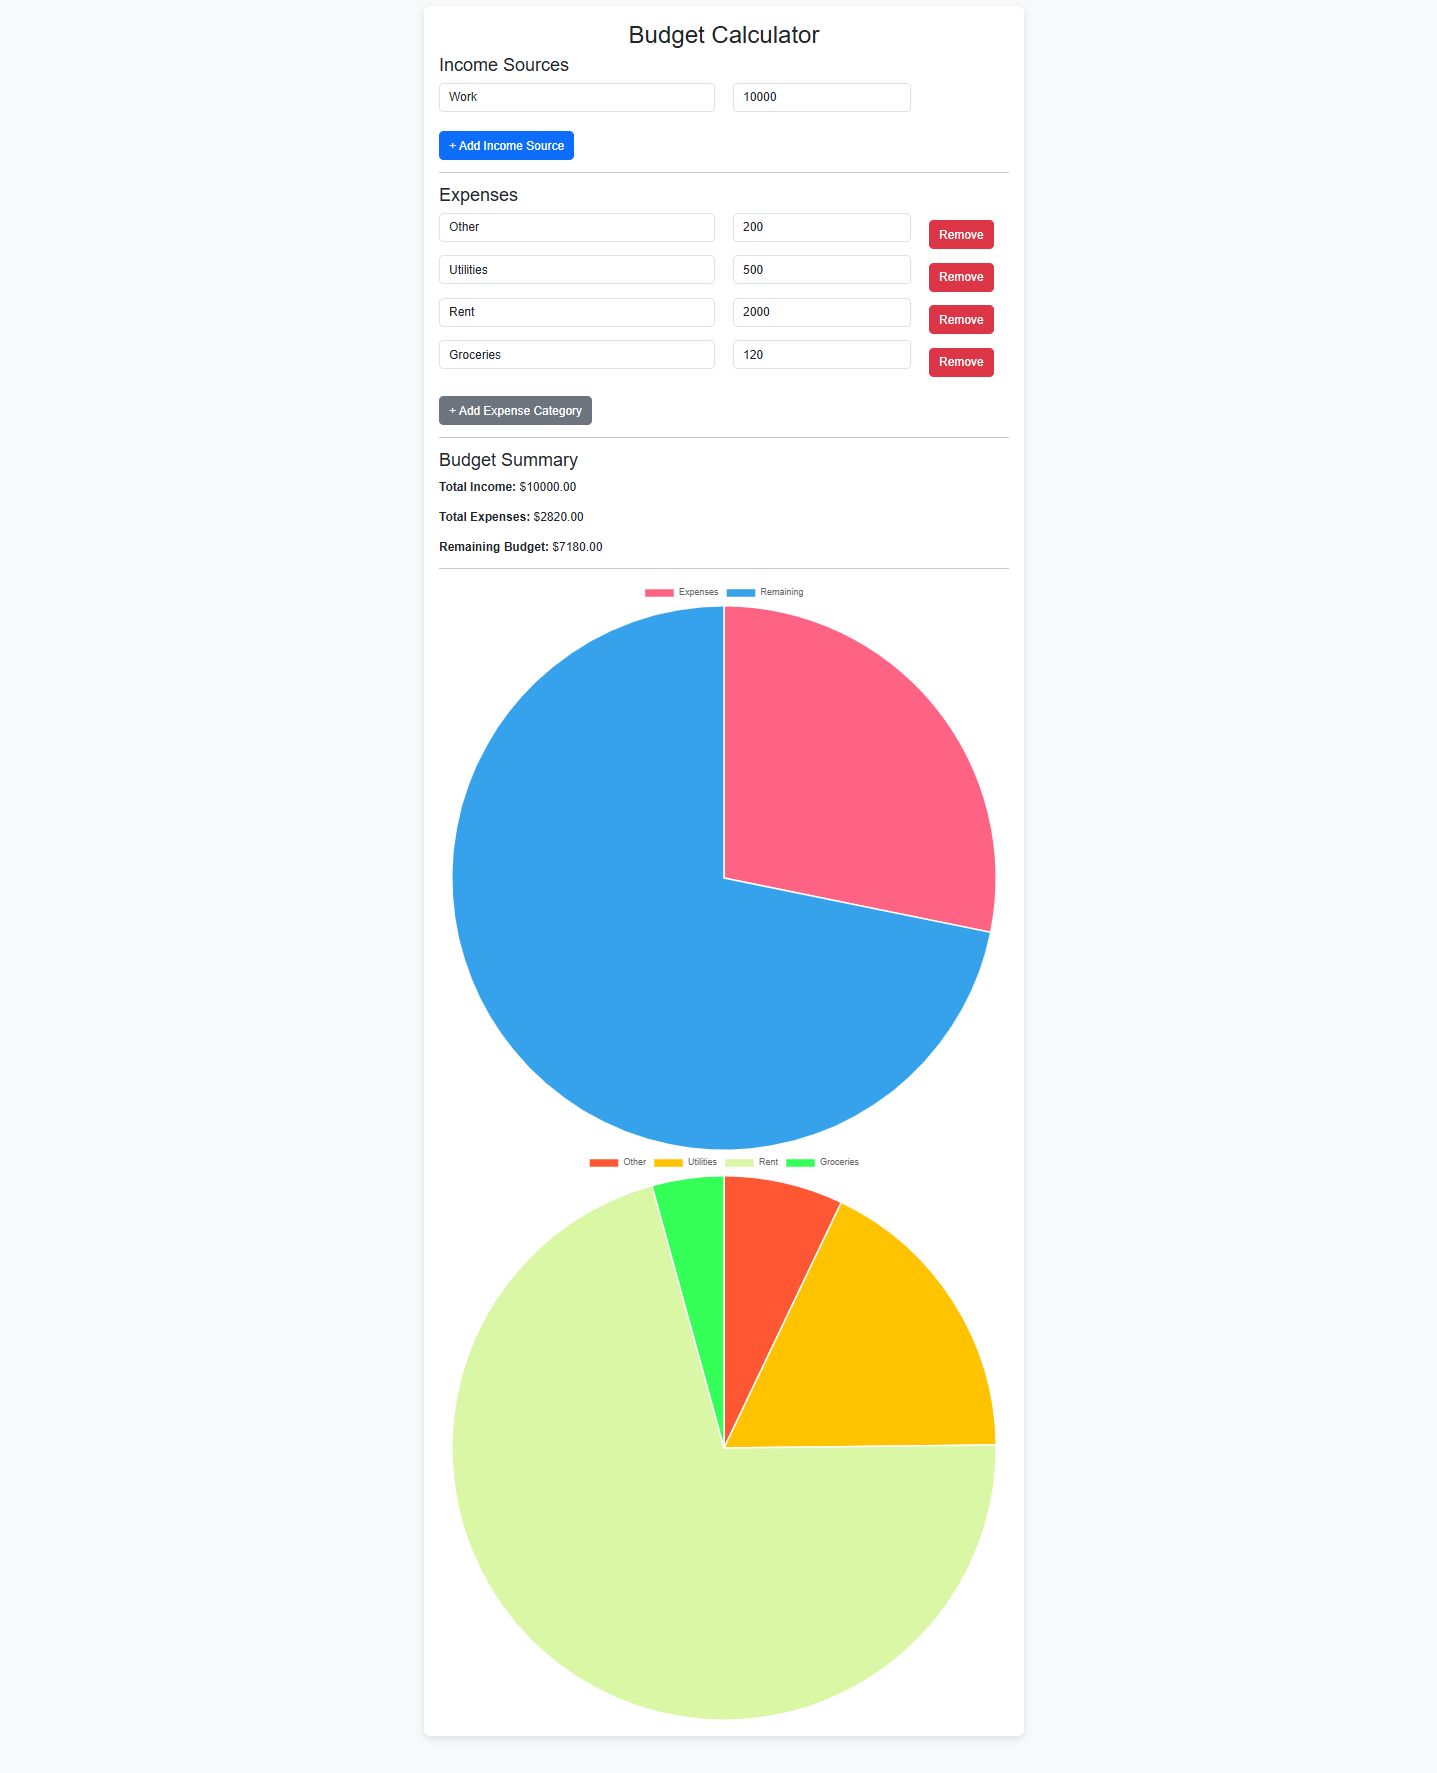 Budget Calculator
Income Sources
Work 10000
+ Add Income Source
Expenses
Other 200 Remove
Utilities 500 Remove
Rent 2000 Remove
Groceries 120 Remove
+ Add Expense Category
Budget Summary
Total Income: $10000.00
Total Expenses: $2820.00
Remaining Budget: $7180.00
Expenses Remaining
Other Utilities Rent Groceries